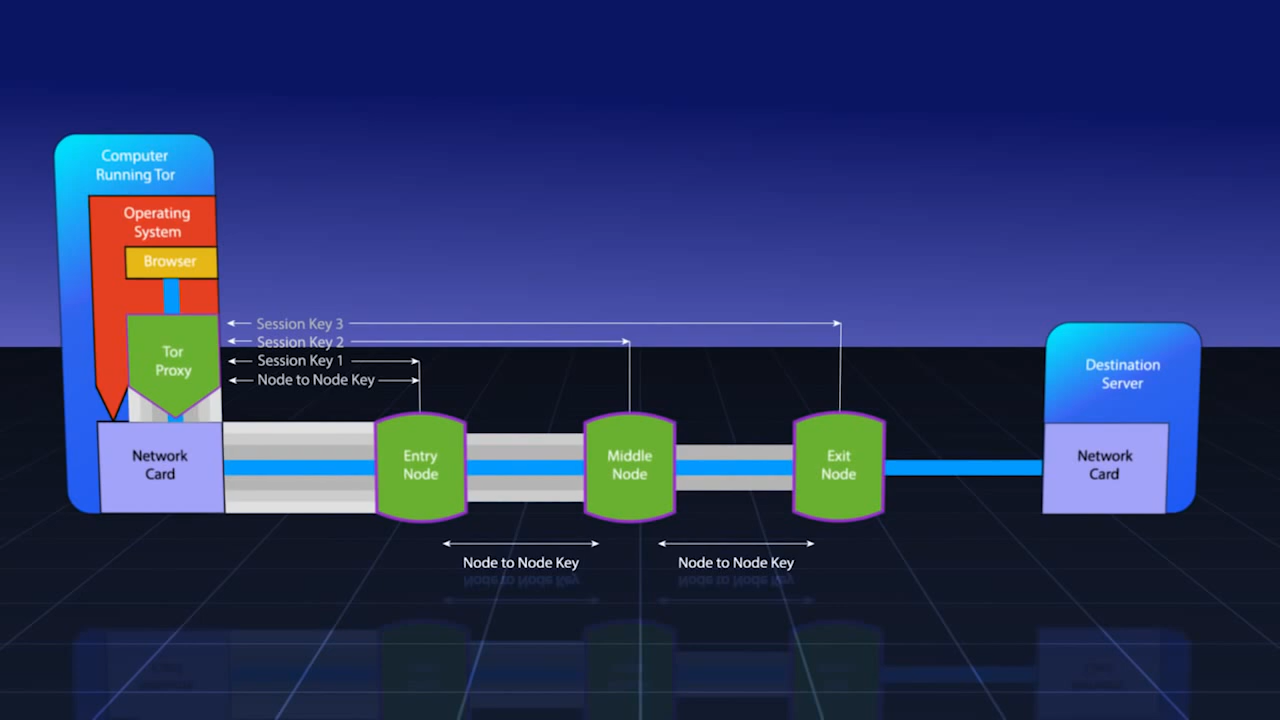 Computer
Running Tor
Operating
System
Browser
Tor
Proxy
Network
Card
Session Key 3
Session Key 2
Session Key 1
Node to Node Key
Entry
Node
Middle
Node
Exit
Node
Destination
Server
Network
Card
Node to Node Key
Node to Node Key